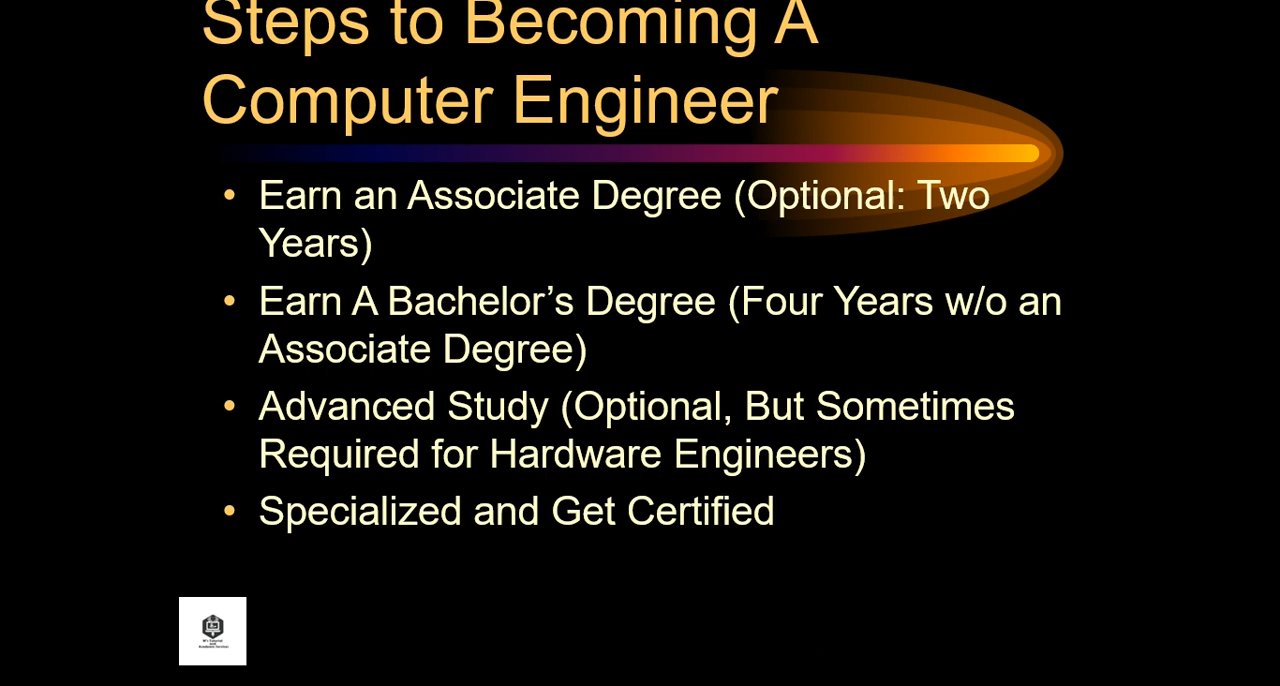 Steps to Becoming A
Computer Engineer
• Earn an Associate Degree (Optional: Two
Years)
• Earn A Bachelor’s Degree (Four Years w/o an
Associate Degree)
• Advanced Study (Optional, But Sometimes
Required for Hardware Engineers)
• Specialized and Get Certified